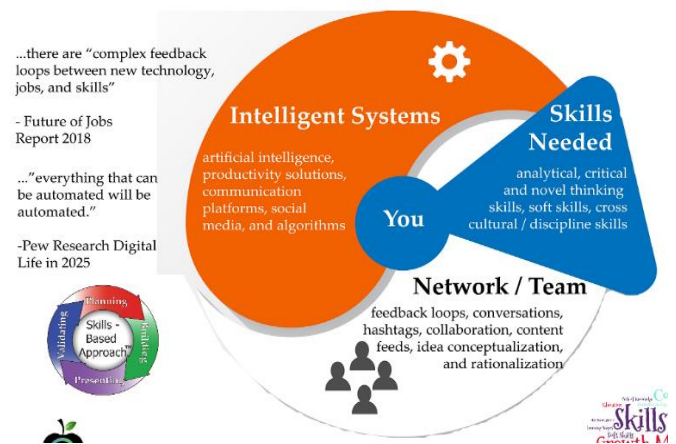 ...there are “complex feedback
loops between new technology,
jobs, and skills”
- Future of Jobs
Report 2018
...”everything that can
be automated will be
automated.”
-Pew Research Digital
Life in 2025
Intelligent Systems
artificial intelligence,
productivity solutions,
communication
platforms, social
media, and algorithms
Skills
Needed
analytical, critical
and novel thinking
skills, soft skills, cross
cultural / discipline skills
You
Network / Team
feedback loops, conversations,
hashtags, collaboration, content
feeds, idea conceptualization,
and rationalization
Planning
Building
Presenting
Validating
Skills -
Based
Approach™
Skills
Soft Skills
Growth M